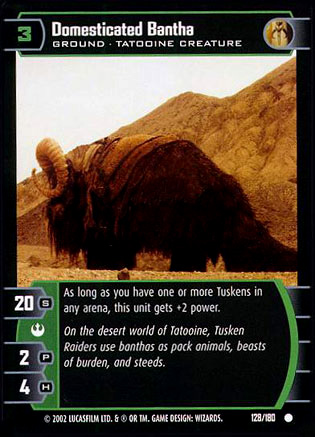 3
Domesticated Bantha
GROUND · TATOOINE CREATURE
20 S
As long as you have one or more Tuskens in
any arena, this unit gets +2 power.
On the desert world of Tatooine, Tusken
Raiders use banthas as pack animals, beasts
of burden, and steeds.
2 P
4 H
© 2002 LUCASFILM LTD. & ® OR TM. GAME DESIGN: WIZARDS.
128/180